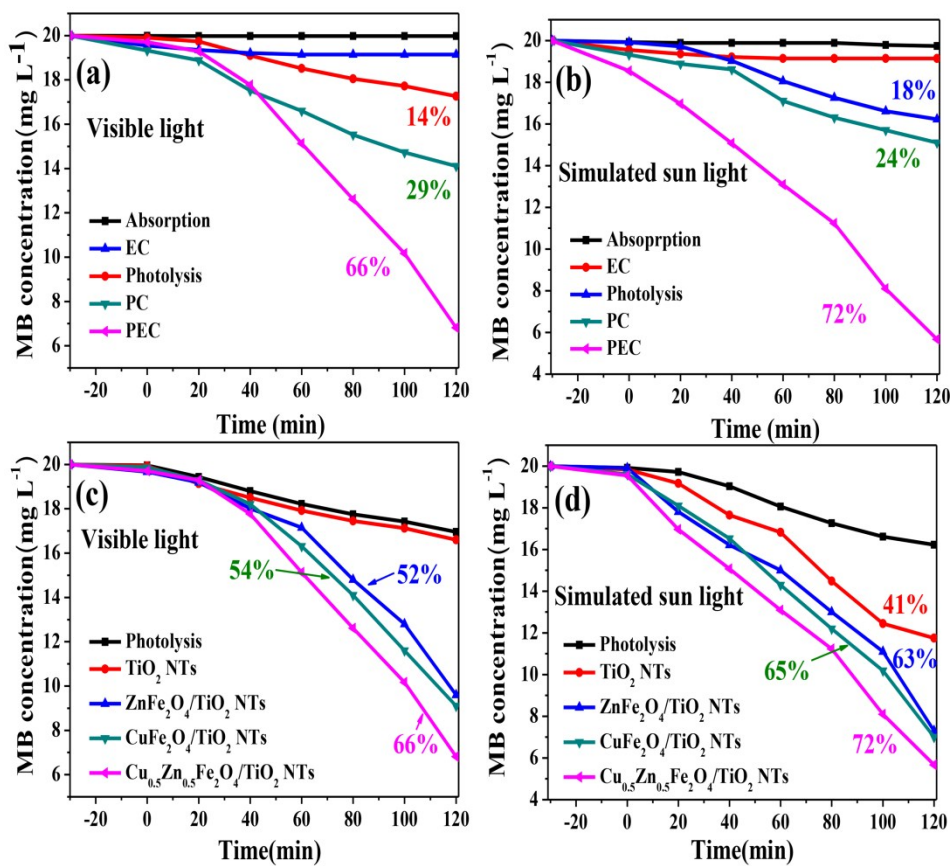 MB concentration(mg L⁻¹)
20
18
16
14
12
10
8
6
(a)
Visible light
14%
29%
66%
Absorption
EC
Photolysis
PC
PEC
-20 0 20 40 60 80 100 120
Time (min)
MB concentration(mg L⁻¹)
20
18
16
14
12
10
8
6
4
(b)
18%
24%
Simulated sun light
72%
Absoprption
EC
Photolysis
PC
PEC
-20 0 20 40 60 80 100 120
Time (min)
MB concentration(mg L⁻¹)
20
18
16
14
12
10
8
6
(c)
Visible light
54%
52%
66%
Photolysis
TiO₂ NTs
ZnFe₂O₄/TiO₂ NTs
CuFe₂O₄/TiO₂ NTs
Cu₀.₅Zn₀.₅Fe₂O₄/TiO₂ NTs
-20 0 20 40 60 80 100 120
Time(min)
MB concentration(mg L⁻¹)
20
18
16
14
12
10
8
6
4
(d)
Simulated sun light
41%
65%
63%
72%
Photolysis
TiO₂ NTs
ZnFe₂O₄/TiO₂ NTs
CuFe₂O₄/TiO₂ NTs
Cu₀.₅Zn₀.₅Fe₂O₄/TiO₂ NTs
-20 0 20 40 60 80 100 120
Time(min)